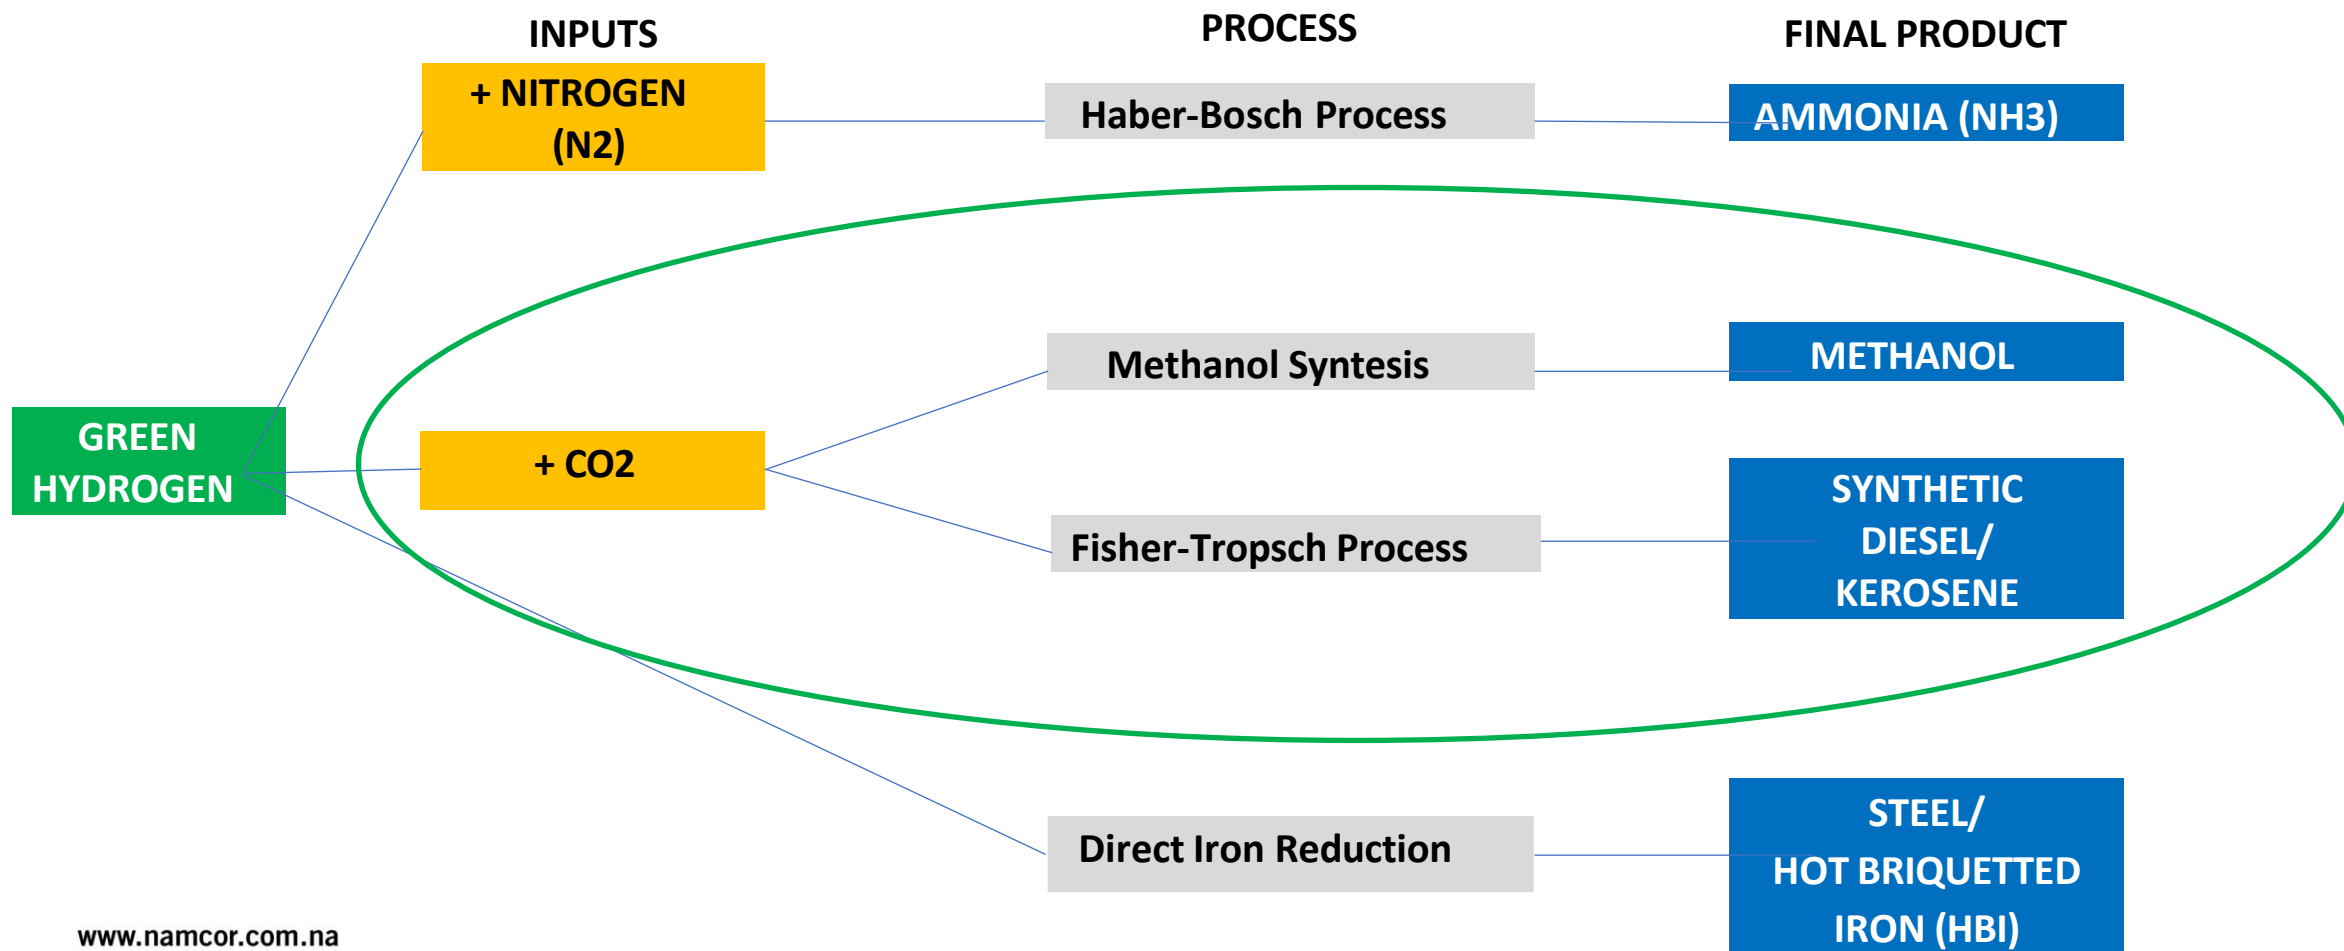 INPUTS
PROCESS
FINAL PRODUCT
+ NITROGEN
(N2)
Haber-Bosch Process
AMMONIA (NH3)
Methanol Syntesis
METHANOL
GREEN
HYDROGEN
+ CO2
Fisher-Tropsch Process
SYNTHETIC
DIESEL/
KEROSENE
Direct Iron Reduction
STEEL/
HOT BRIQUETTED
IRON (HBI)
www.namcor.com.na